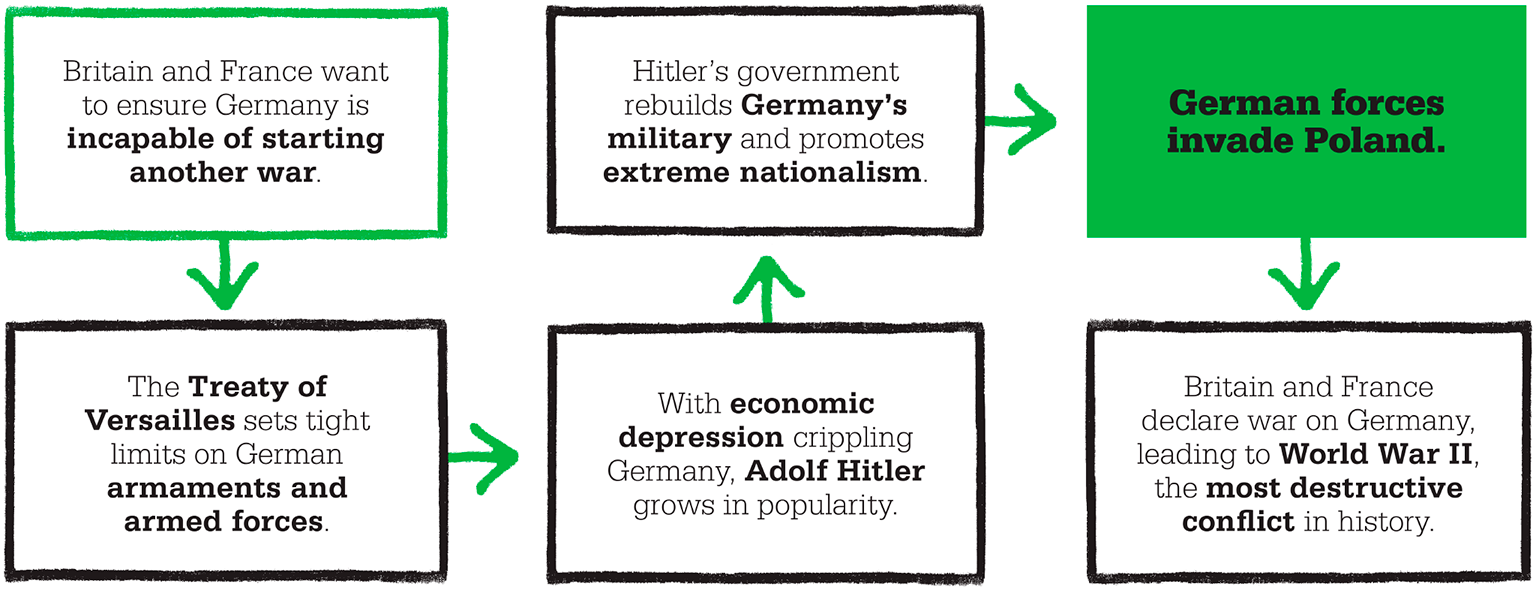 Britain and France want
to ensure Germany is
incapable of starting
another war.
The Treaty of
Versailles sets tight
limits on German
armaments and
armed forces.
With economic
depression crippling
Germany, Adolf Hitler
grows in popularity.
Hitler’s government
rebuilds Germany’s
military and promotes
extreme nationalism.
German forces
invade Poland.
Britain and France
declare war on Germany,
leading to World War II,
the most destructive
conflict in history.